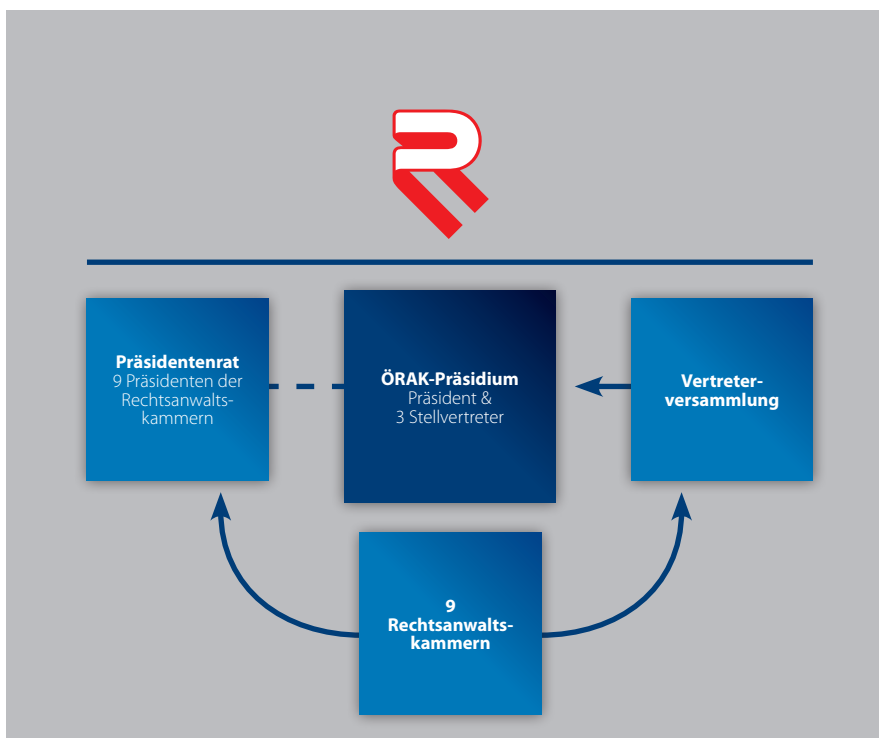 Präsidentenrat
9 Präsidenten der
Rechtsanwalts-
kammern
ÖRAK-Präsidium
Präsident &
3 Stellvertreter
Vertreter-
versammlung
9
Rechtsanwalts-
kammern